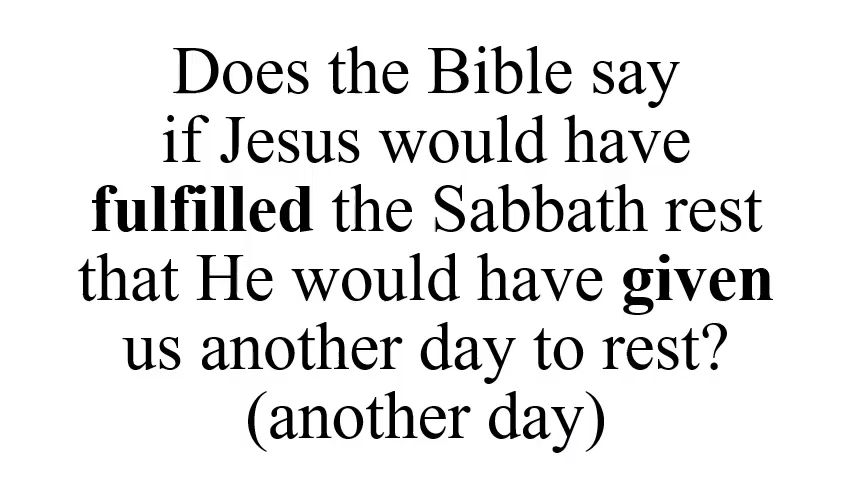 Does the Bible say
if Jesus would have
fulfilled the Sabbath rest
that He would have given
us another day to rest?
(another day)